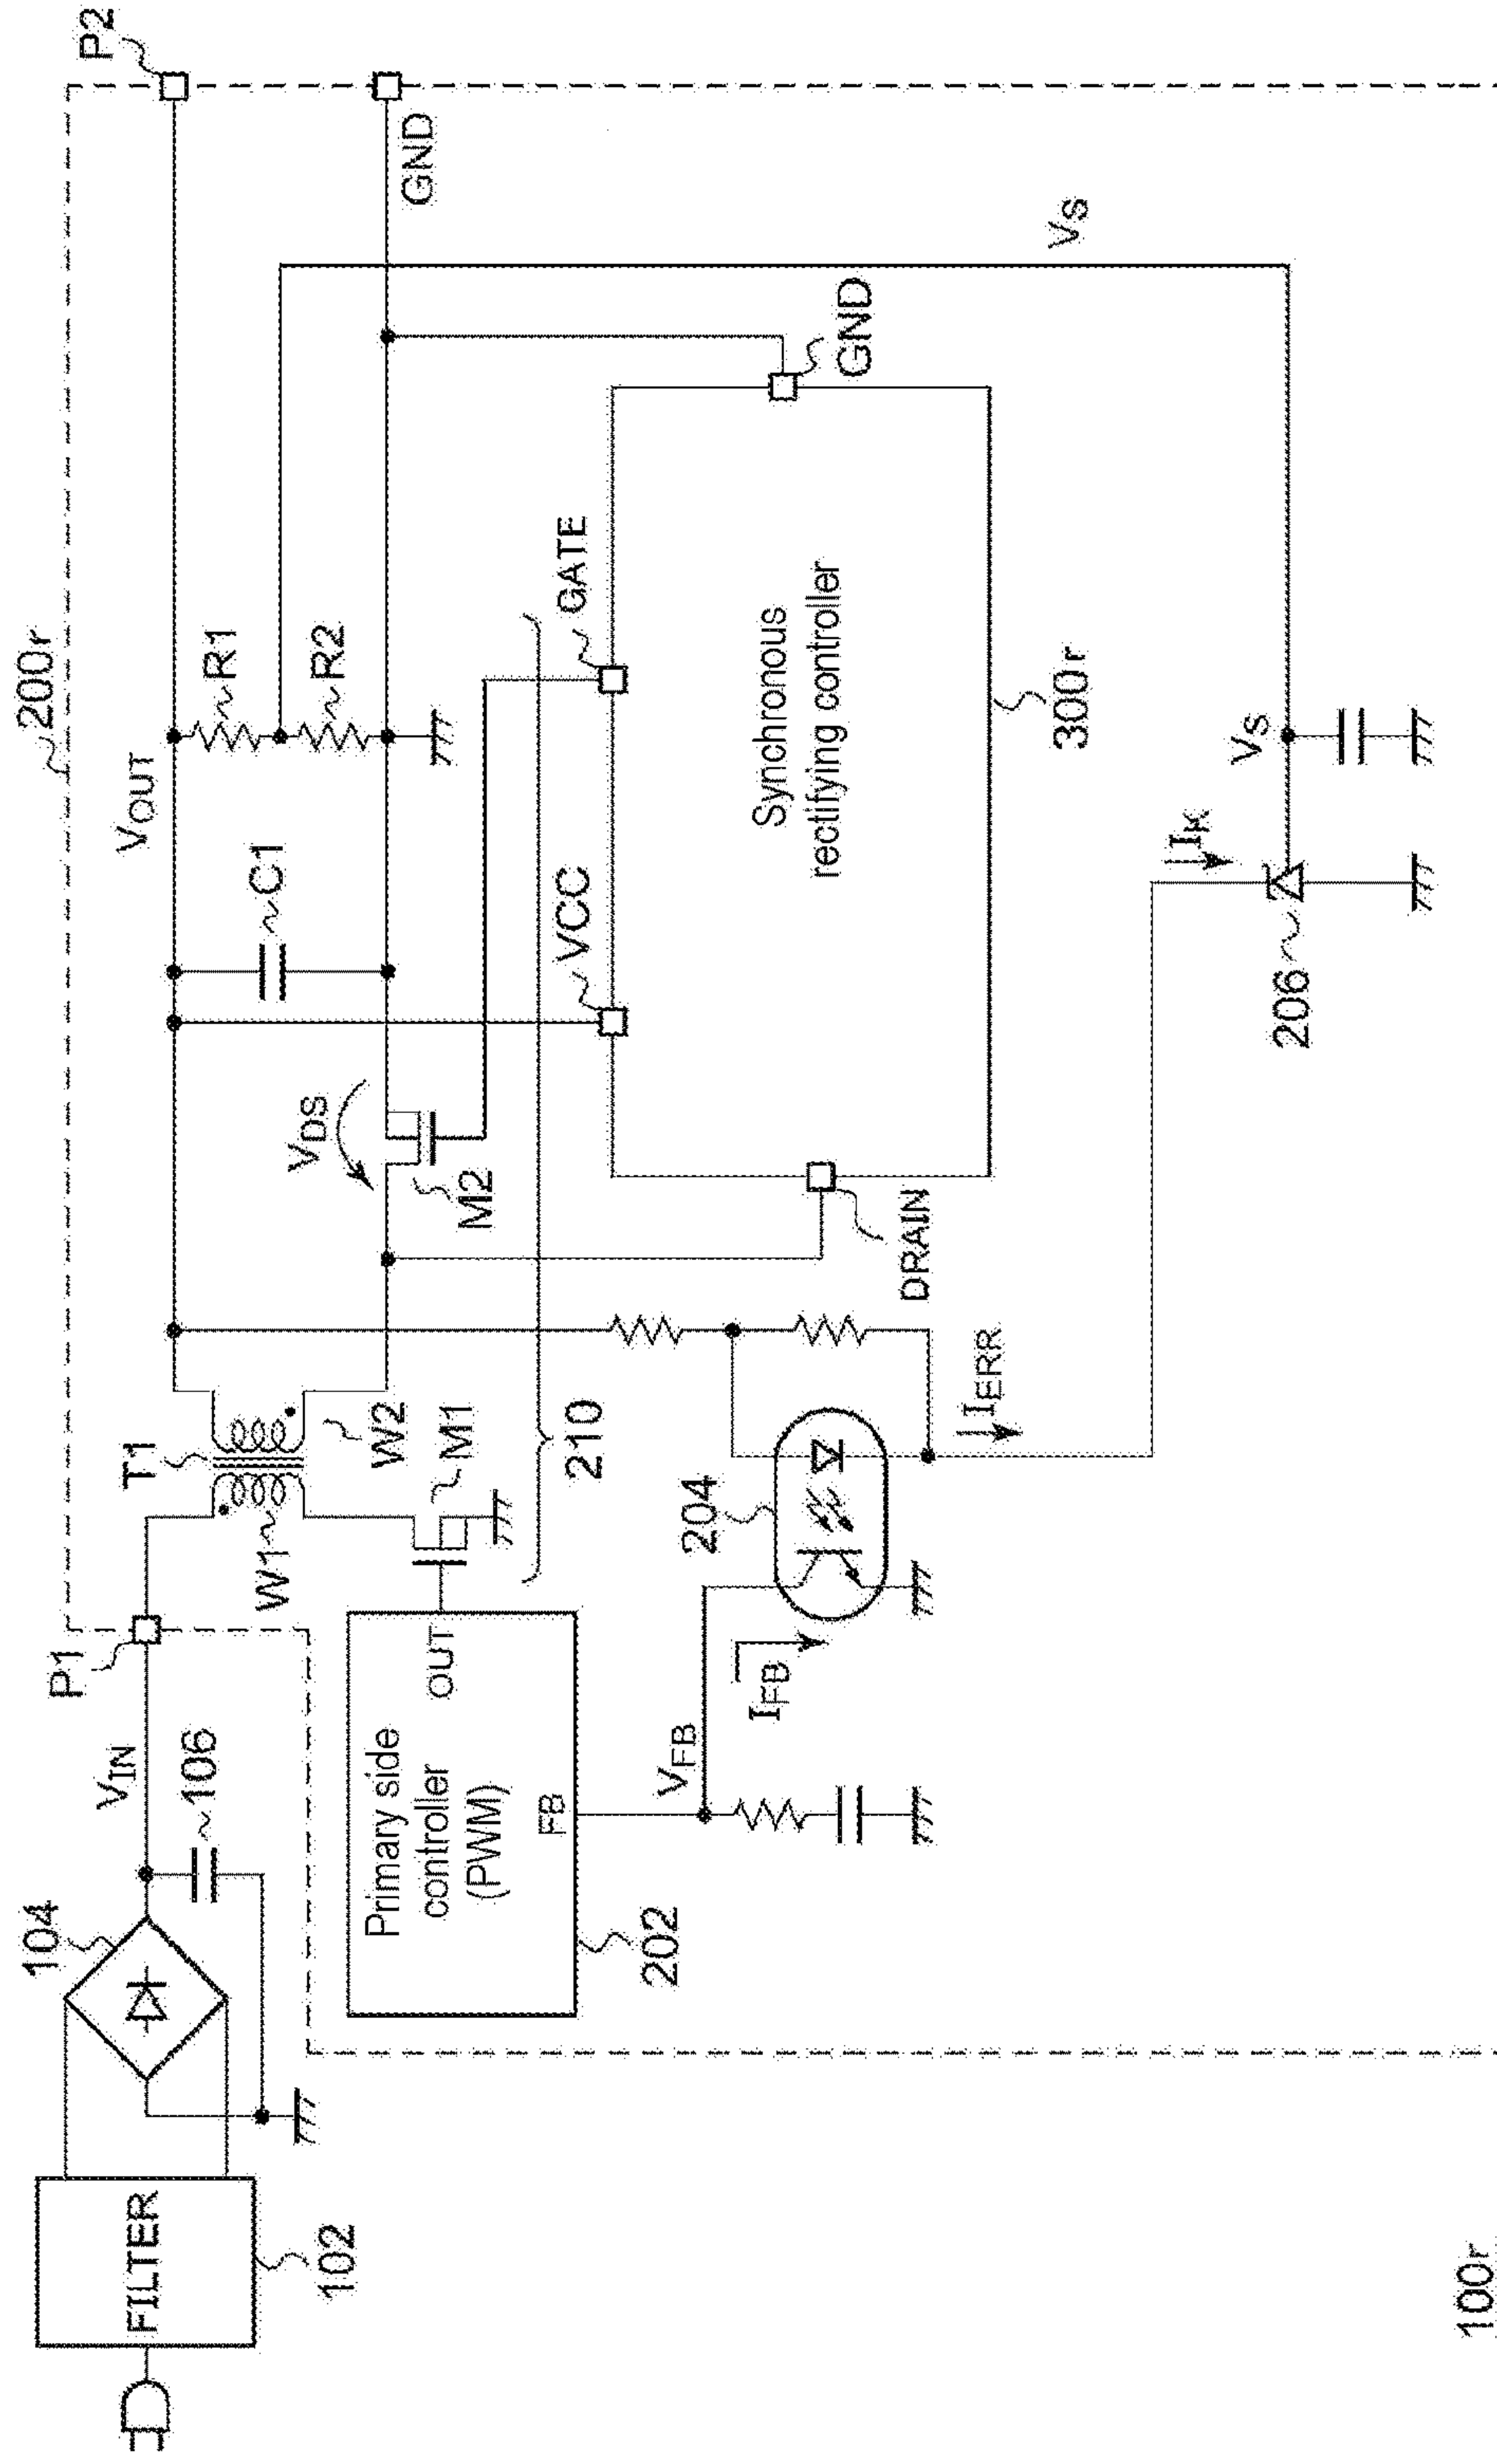 200r
P2
P1
VIN
104
106
FILTER
102
T1
W1
W2
M1
VOUT
C1
R1
R2
GND
VDS
M2
VCC
GATE
210
Primary side
controller
(PWM)
OUT
FB
202
DRAIN
Synchronous
rectifying controller
GND
300r
VFB
IFB
204
IERR
IK
206
VS
VS
100r